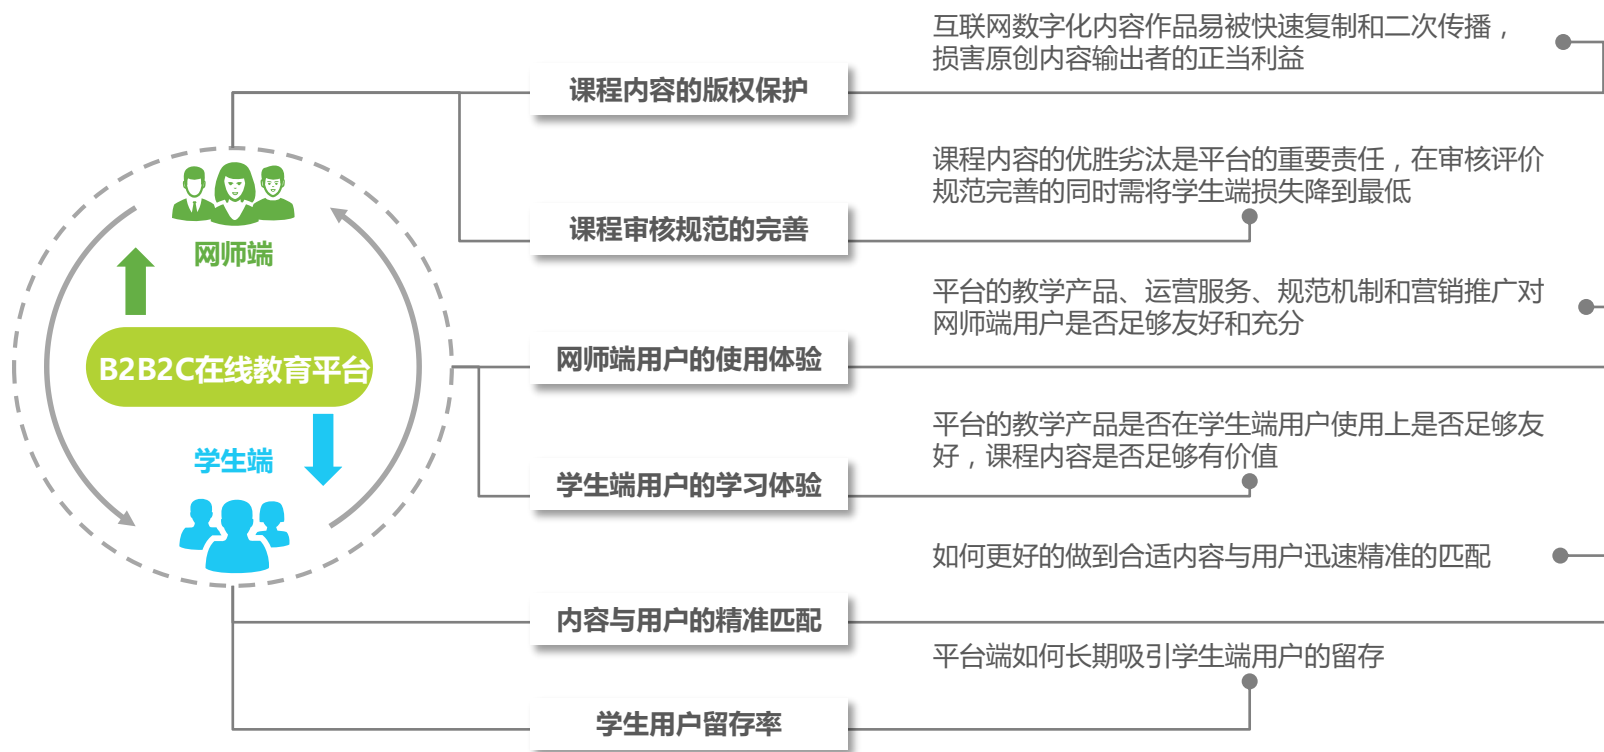 互联网数字化内容作品易被快速复制和二次传播，
损害原创内容输出者的正当利益
课程内容的版权保护
课程内容的优胜劣汰是平台的重要责任，在审核评价
规范完善的同时需将学生端损失降到最低
课程审核规范的完善
网师端
平台的教学产品、运营服务、规范机制和营销推广对
网师端用户是否足够友好和充分
网师端用户的使用体验
B2B2C在线教育平台
平台的教学产品是否在学生端用户使用上是否足够友
好，课程内容是否足够有价值
学生端
学生端用户的学习体验
如何更好的做到合适内容与用户迅速精准的匹配
内容与用户的精准匹配
平台端如何长期吸引学生端用户的留存
学生用户留存率